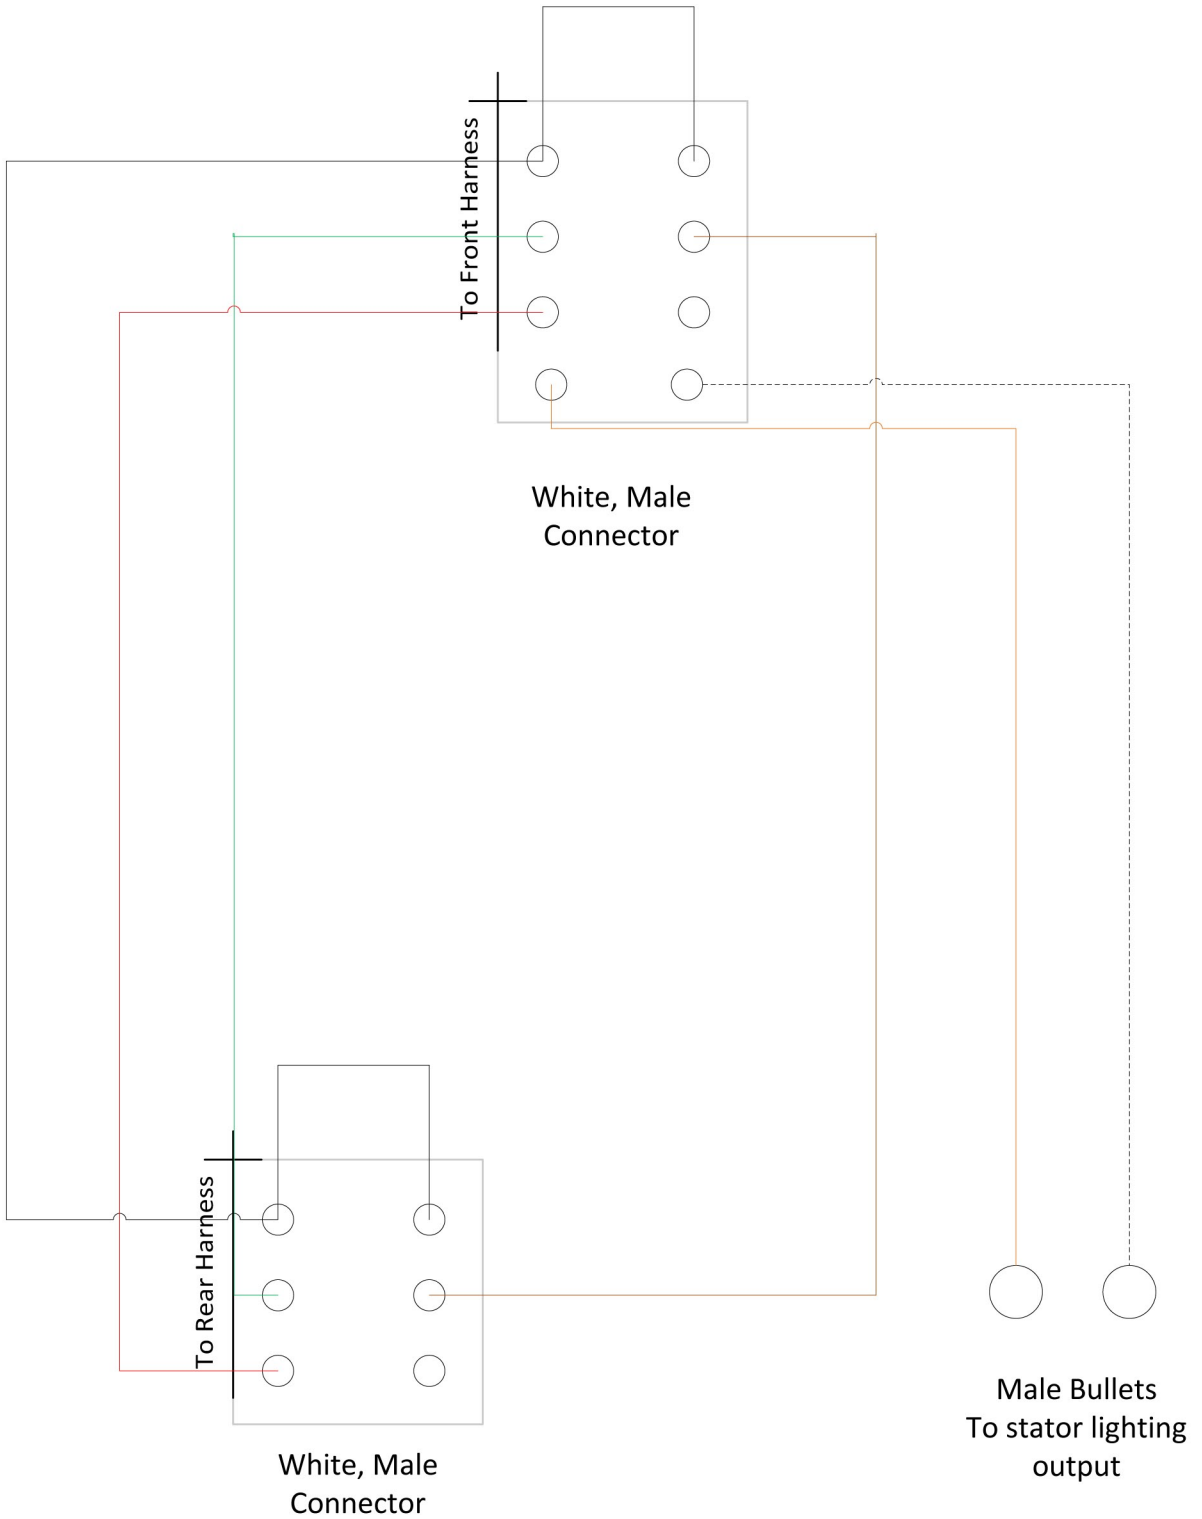 To Front Harness
White, Male
Connector
To Rear Harness
White, Male
Connector
Male Bullets
To stator lighting
output